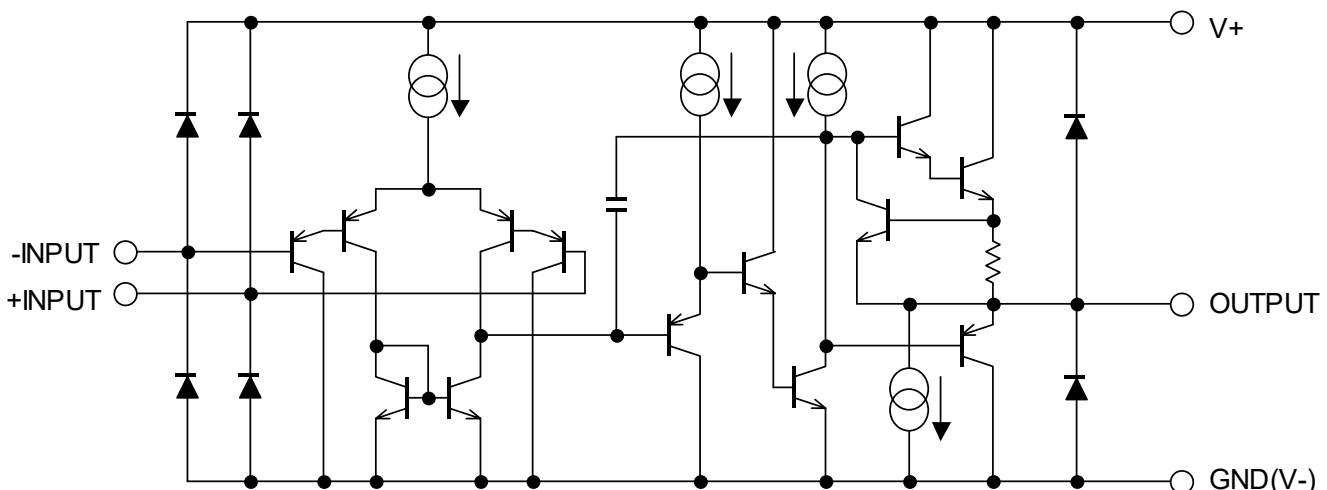 V+
-INPUT
+INPUT
OUTPUT
GND(V-)